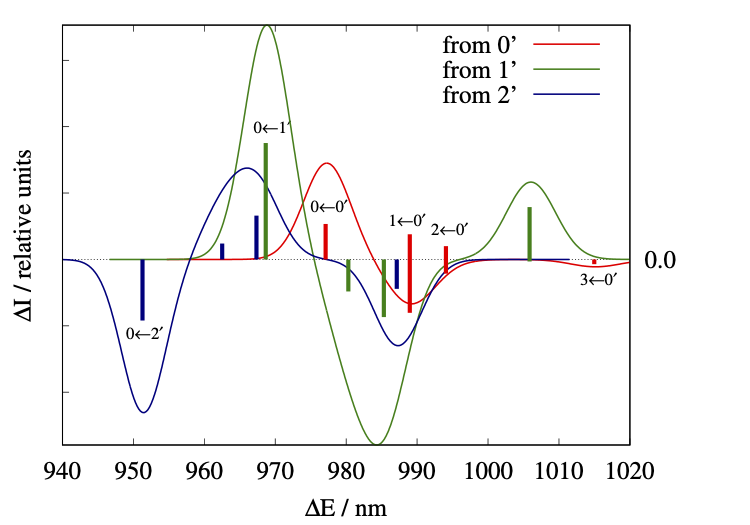 from 0'
from 1'
from 2'
0←1′
0←0′
1←0′
2←0′
0.0
3←0′
0←2′
ΔI / relative units
940 950 960 970 980 990 1000 1010 1020
ΔE / nm